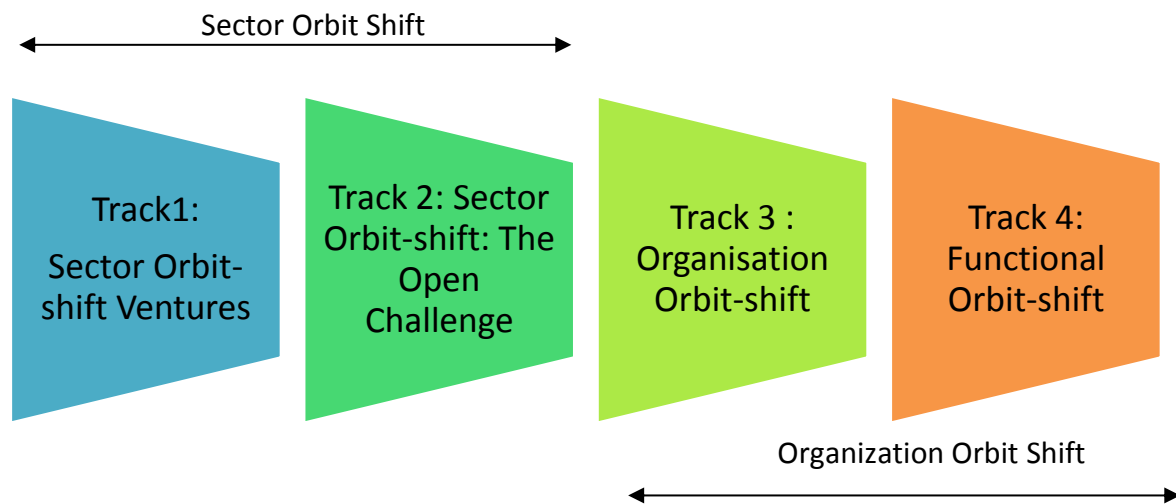 Sector Orbit Shift
Track1:
Sector Orbit-
shift Ventures
Track 2: Sector
Orbit-shift: The
Open
Challenge
Track 3 :
Organisation
Orbit-shift
Track 4:
Functional
Orbit-shift
Organization Orbit Shift